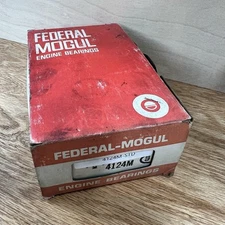 FEDERAL
MOGUL
ENGINE BEARINGS
FEDERAL-MOGUL
4124M STD
4124M
ENGINE BEARINGS